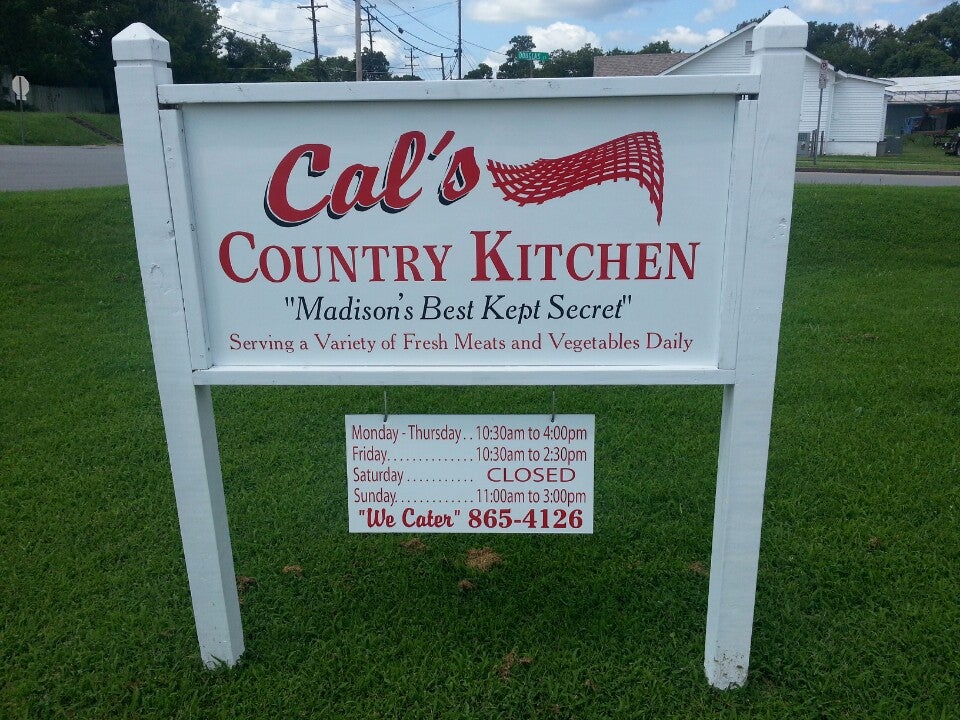 Cal's
COUNTRY KITCHEN
"Madison's Best Kept Secret"
Serving a Variety of Fresh Meats and Vegetables Daily
Monday - Thursday.. 10:30am to 4:00pm
Friday............. 10:30am to 2:30pm
Saturday........... CLOSED
Sunday............ 11:00am to 3:00pm
"We Cater" 865-4126